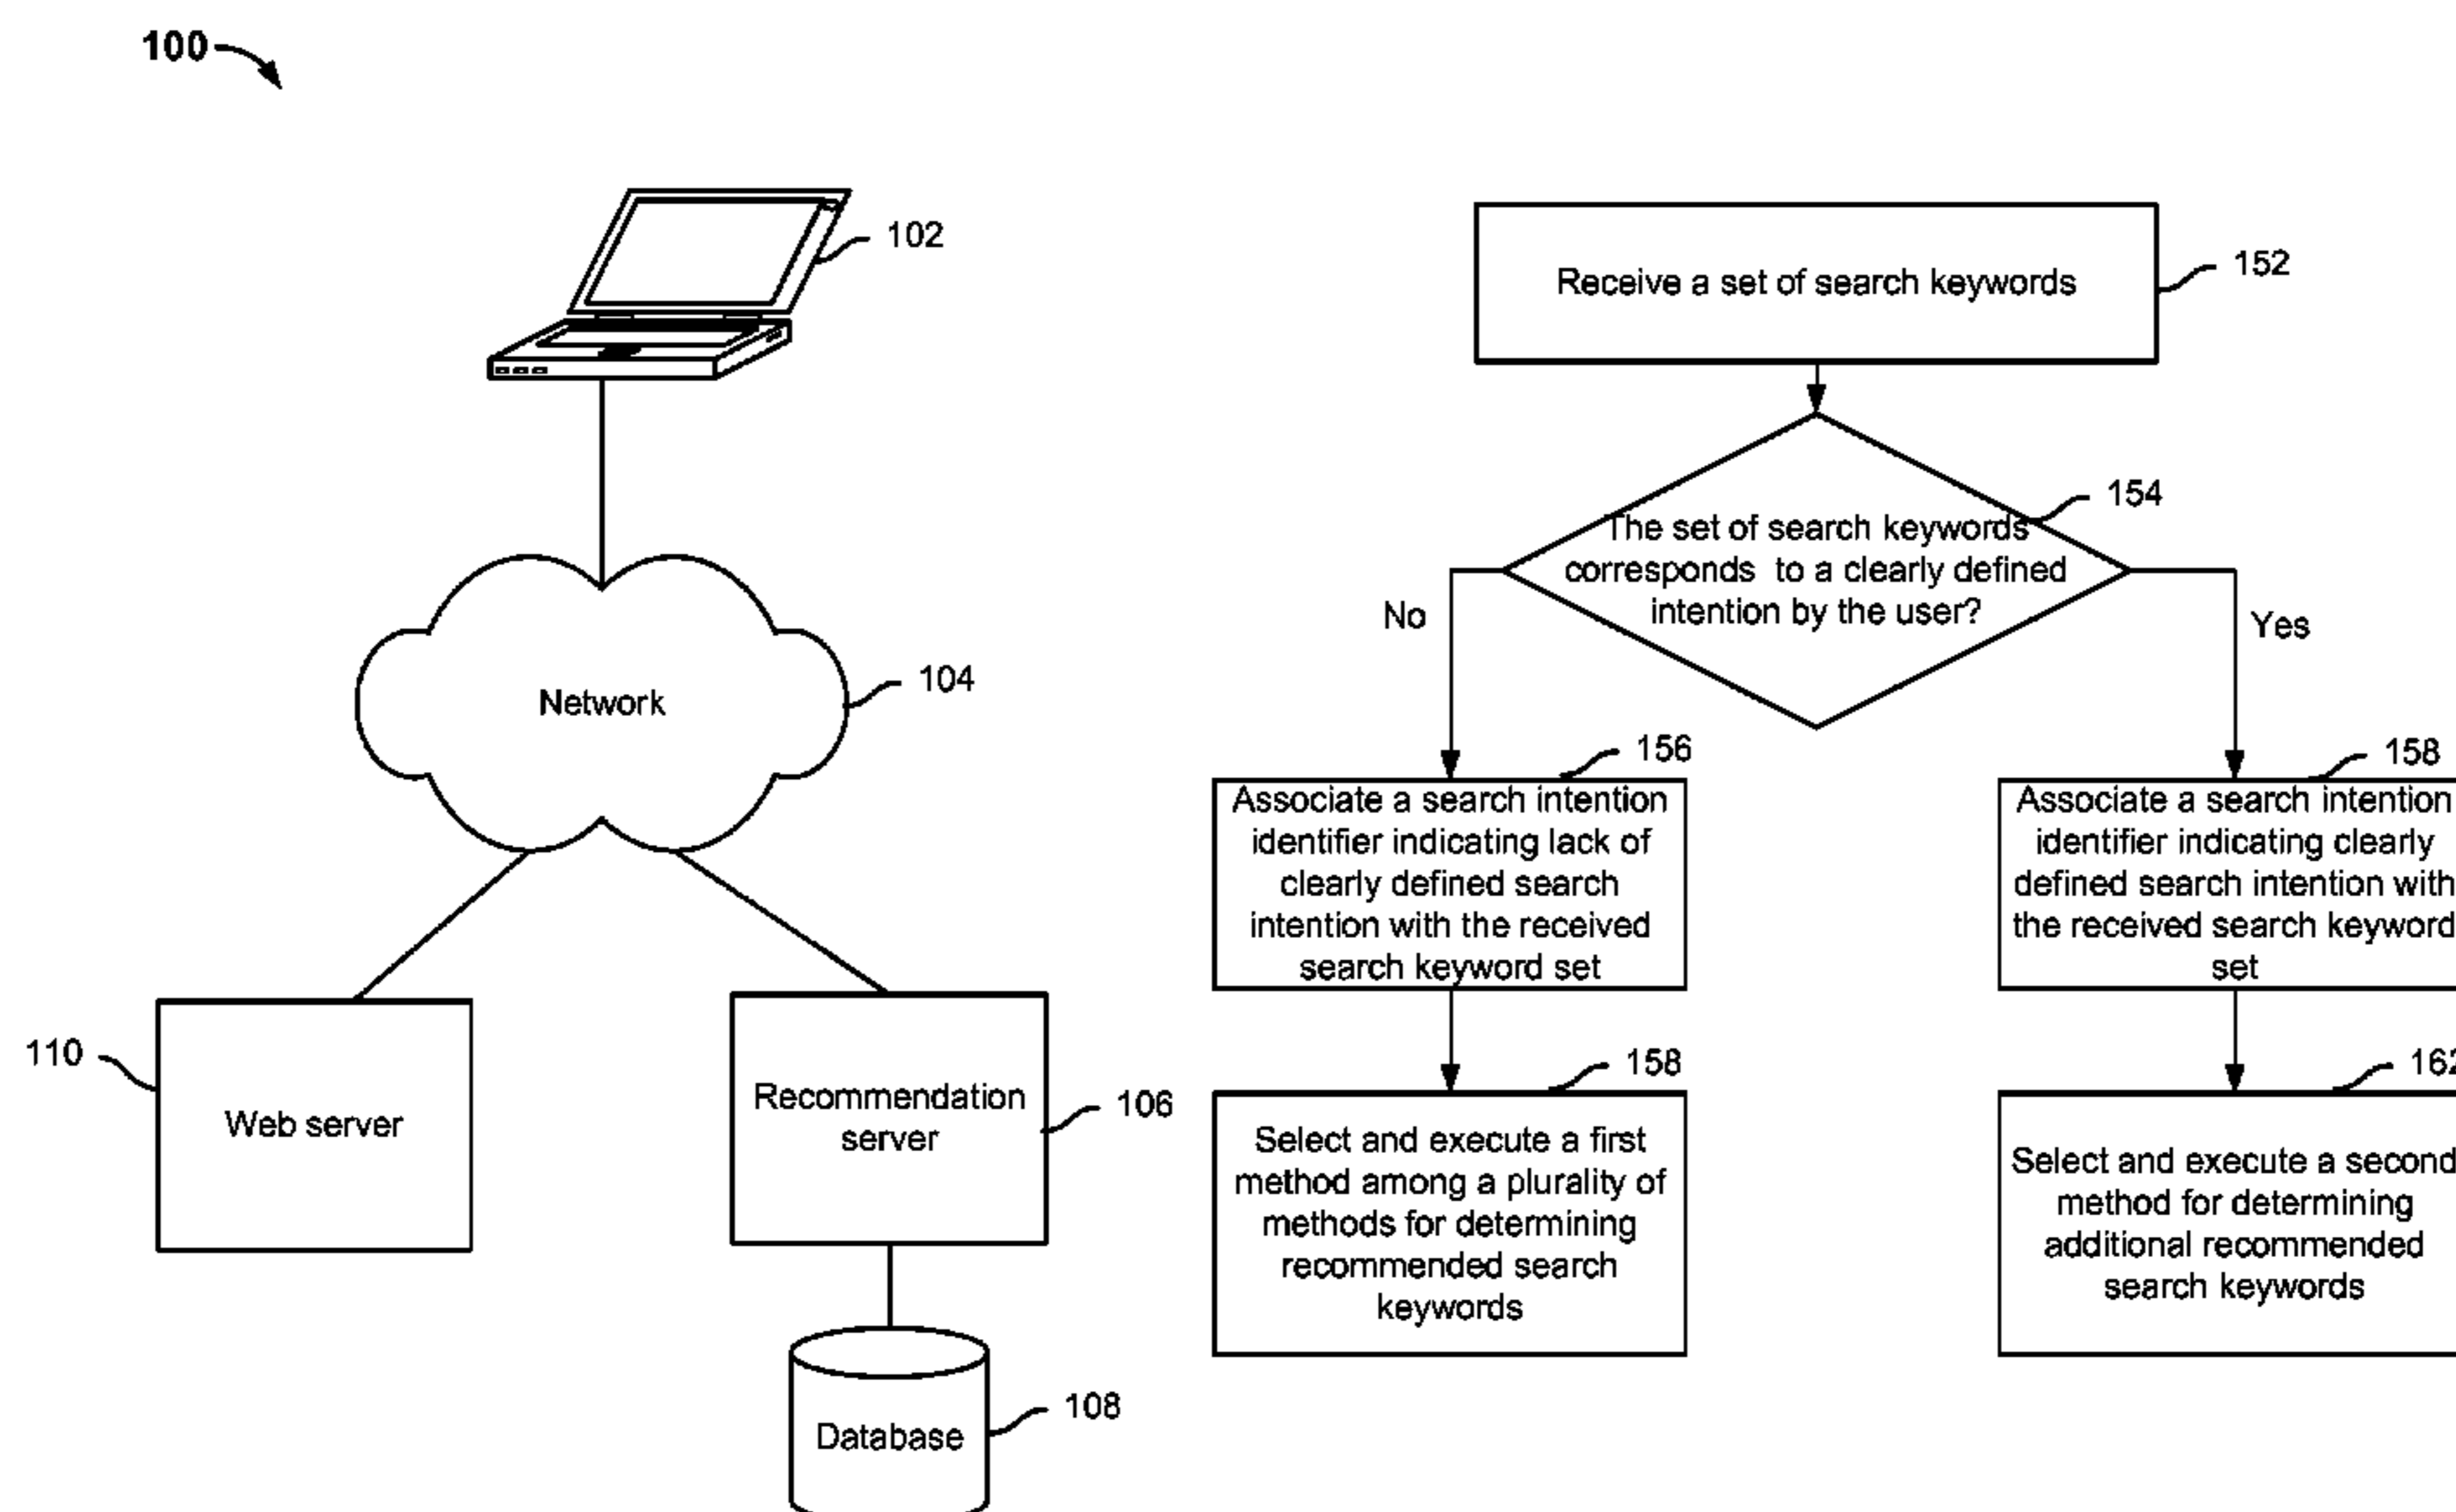 100
102
Network
104
110
Web server
Recommendation
server
106
Database
108
Receive a set of search keywords
152
154
The set of search keywords
corresponds to a clearly defined
intention by the user?
No
Yes
156
Associate a search intention
identifier indicating lack of
clearly defined search
intention with the received
search keyword set
158
Associate a search intention
identifier indicating clearly
defined search intention with
the received search keyword
set
158
Select and execute a first
method among a plurality of
methods for determining
recommended search
keywords
162
Select and execute a second
method for determining
additional recommended
search keywords